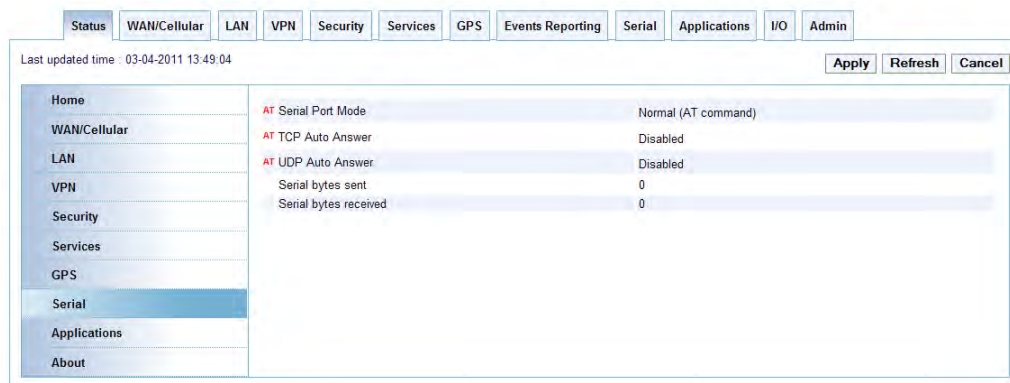 Status WAN/Cellular LAN VPN Security Services GPS Events Reporting Serial Applications I/O Admin
Last updated time : 03-04-2011 13:49:04 Apply Refresh Cancel
Home
WAN/Cellular
LAN
VPN
Security
Services
GPS
Serial
Applications
About
AT Serial Port Mode Normal (AT command)
AT TCP Auto Answer Disabled
AT UDP Auto Answer Disabled
Serial bytes sent 0
Serial bytes received 0